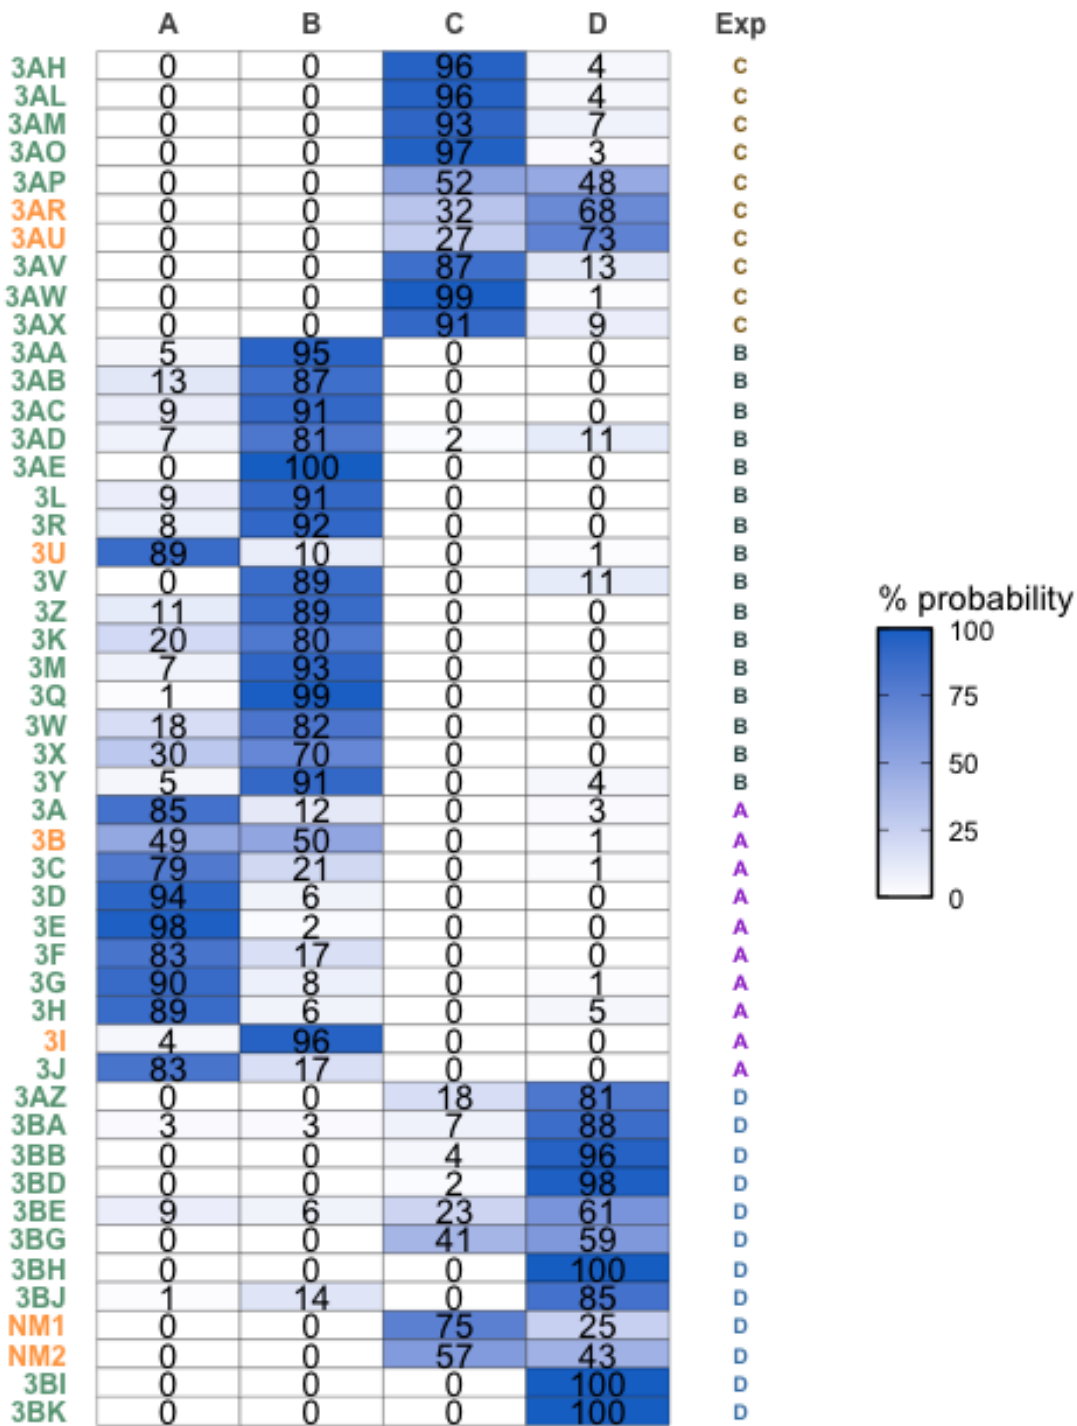 A B C D Exp
3AH 0 0 96 4 C
3AL 0 0 96 4 C
3AM 0 0 93 7 C
3AO 0 0 97 3 C
3AP 0 0 52 48 C
3AR 0 0 32 68 C
3AU 0 0 27 73 C
3AV 0 0 87 13 C
3AW 0 0 99 1 C
3AX 0 0 91 9 C
3AA 5 95 0 0 B
3AB 13 87 0 0 B
3AC 9 91 0 0 B
3AD 7 81 2 11 B
3AE 0 100 0 0 B
3L 9 91 0 0 B
3R 8 92 0 0 B
3U 89 10 0 1 B
3V 0 89 0 11 B
3Z 11 89 0 0 B
3K 20 80 0 0 B
3M 7 93 0 0 B
3Q 1 99 0 0 B
3W 18 82 0 0 B
3X 30 70 0 0 B
3Y 5 91 0 4 B
3A 85 12 0 3 A
3B 49 50 0 1 A
3C 79 21 0 1 A
3D 94 6 0 0 A
3E 98 2 0 0 A
3F 83 17 0 0 A
3G 90 8 0 1 A
3H 89 6 0 5 A
3I 4 96 0 0 A
3J 83 17 0 0 A
3AZ 0 0 18 81 D
3BA 3 3 7 88 D
3BB 0 0 4 96 D
3BD 0 0 2 98 D
3BE 9 6 23 61 D
3BG 0 0 41 59 D
3BH 0 0 0 100 D
3BJ 1 14 0 85 D
NM1 0 0 75 25 D
NM2 0 0 57 43 D
3BI 0 0 0 100 D
3BK 0 0 0 100 D
% probability
100
75
50
25
0